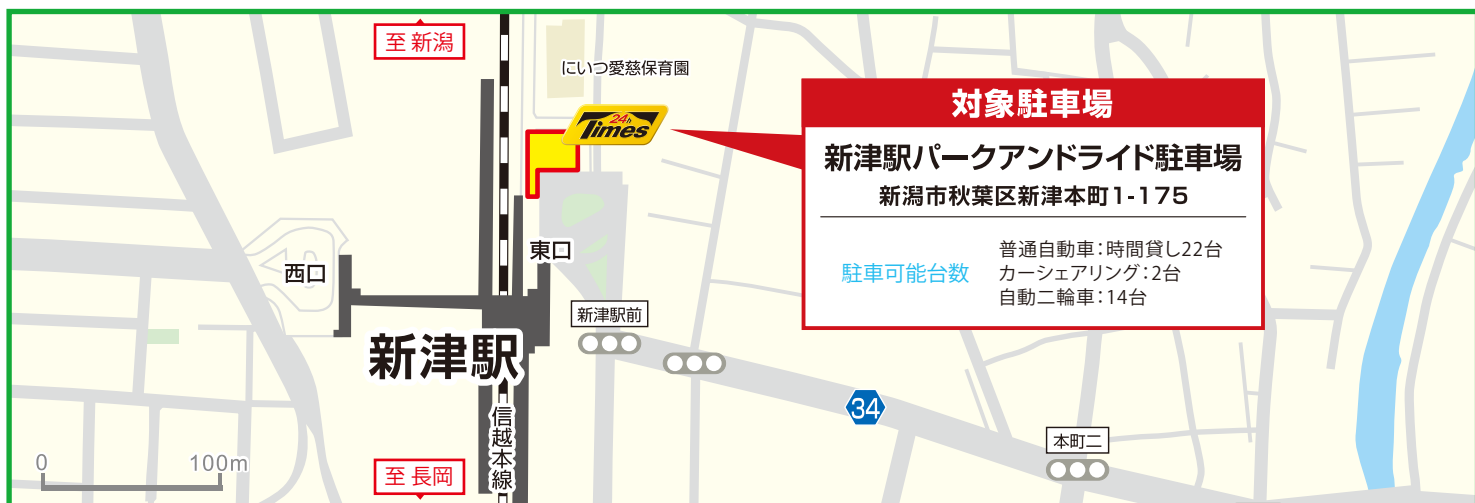 至 新潟
にいつ愛慈保育園
24h
Times
対象駐車場
新津駅パークアンドライド駐車場
新潟市秋葉区新津本町1-175
駐車可能台数
普通自動車：時間貸し22台
カーシェアリング：2台
自動二輪車：14台
東口
西口
新津駅前
新津駅
34
信越本線
本町二
0 100m
至 長岡